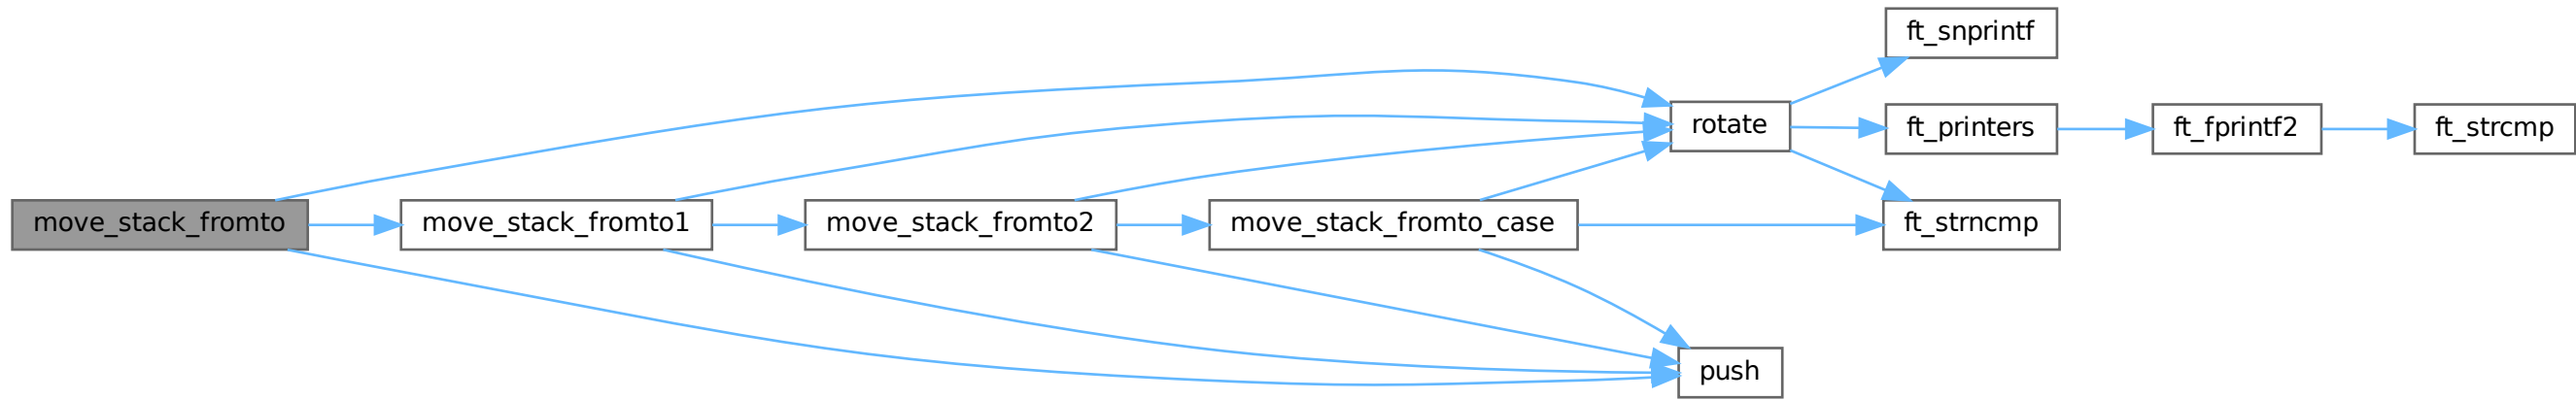 move_stack_fromto
move_stack_fromto1
move_stack_fromto2
move_stack_fromto_case
rotate
ft_snprintf
ft_printers
ft_fprintf2
ft_strcmp
ft_strncmp
push